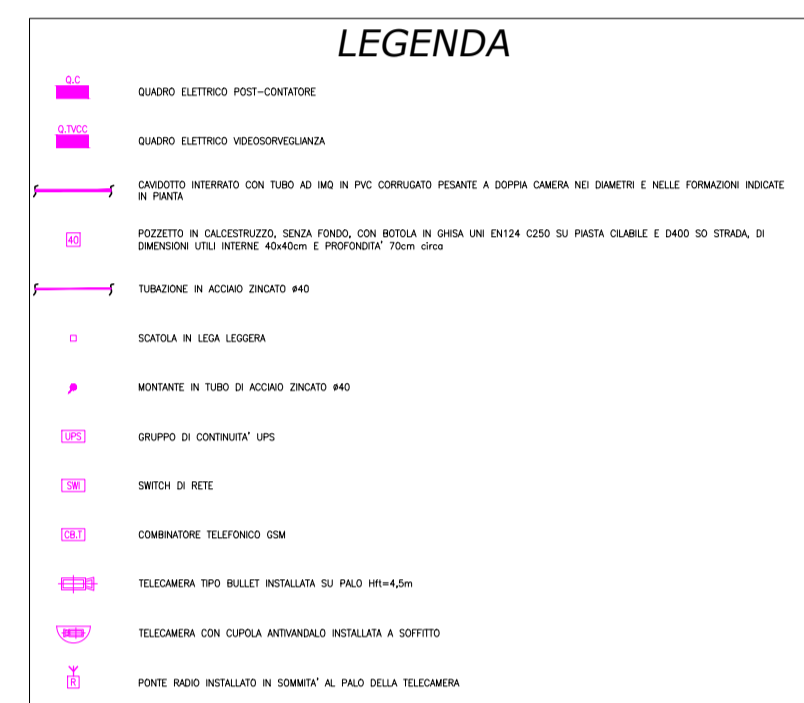 LEGENDA
Q.C
QUADRO ELETTRICO POST-CONTATORE
Q.TVCC
QUADRO ELETTRICO VIDEOSORVEGLIANZA
CAVIDOTTO INTERRATO CON TUBO AD IMQ IN PVC CORRUGATO PESANTE A DOPPIA CAMERA NEI DIAMETRI E NELLE FORMAZIONI INDICATE
IN PIANTA
40
POZZETTO IN CALCESTRUZZO, SENZA FONDO, CON BOTOLA IN GHISA UNI EN124 C250 SU PIASTA CILABILE E D400 SO STRADA, DI
DIMENSIONI UTILI INTERNE 40x40cm E PROFONDITA' 70cm circa
TUBAZIONE IN ACCIAIO ZINCATO ø40
SCATOLA IN LEGA LEGGERA
MONTANTE IN TUBO DI ACCIAIO ZINCATO ø40
UPS
GRUPPO DI CONTINUITA' UPS
SWI
SWITCH DI RETE
CB.T
COMBINATORE TELEFONICO GSM
TELECAMERA TIPO BULLET INSTALLATA SU PALO Hft=4,5m
TELECAMERA CON CUPOLA ANTIVANDALO INSTALLATA A SOFFITTO
R
PONTE RADIO INSTALLATO IN SOMMITA' AL PALO DELLA TELECAMERA